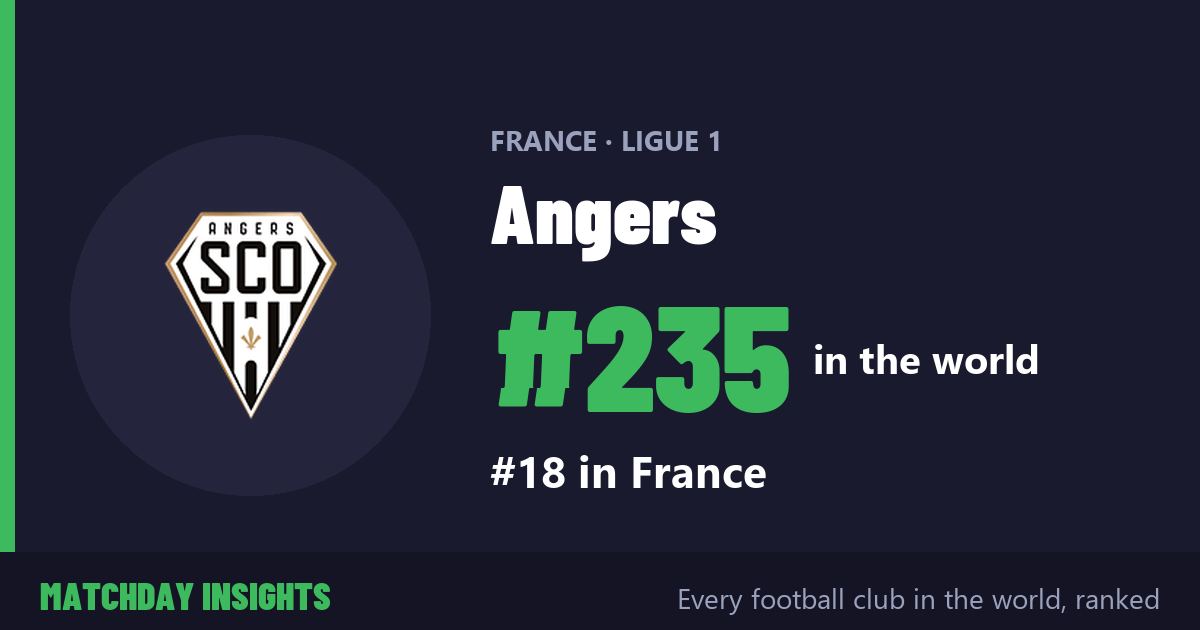 FRANCE · LIGUE 1
Angers
ANGERS
SCO
#235 in the world
#18 in France
MATCHDAY INSIGHTS
Every football club in the world, ranked